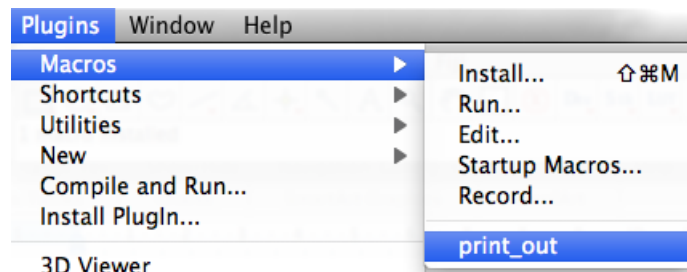 Plugins Window Help
Macros
Shortcuts
Utilities
New
Compile and Run...
Install PlugIn...
3D Viewer
Install... ⇧⌘M
Run...
Edit...
Startup Macros...
Record...
print_out